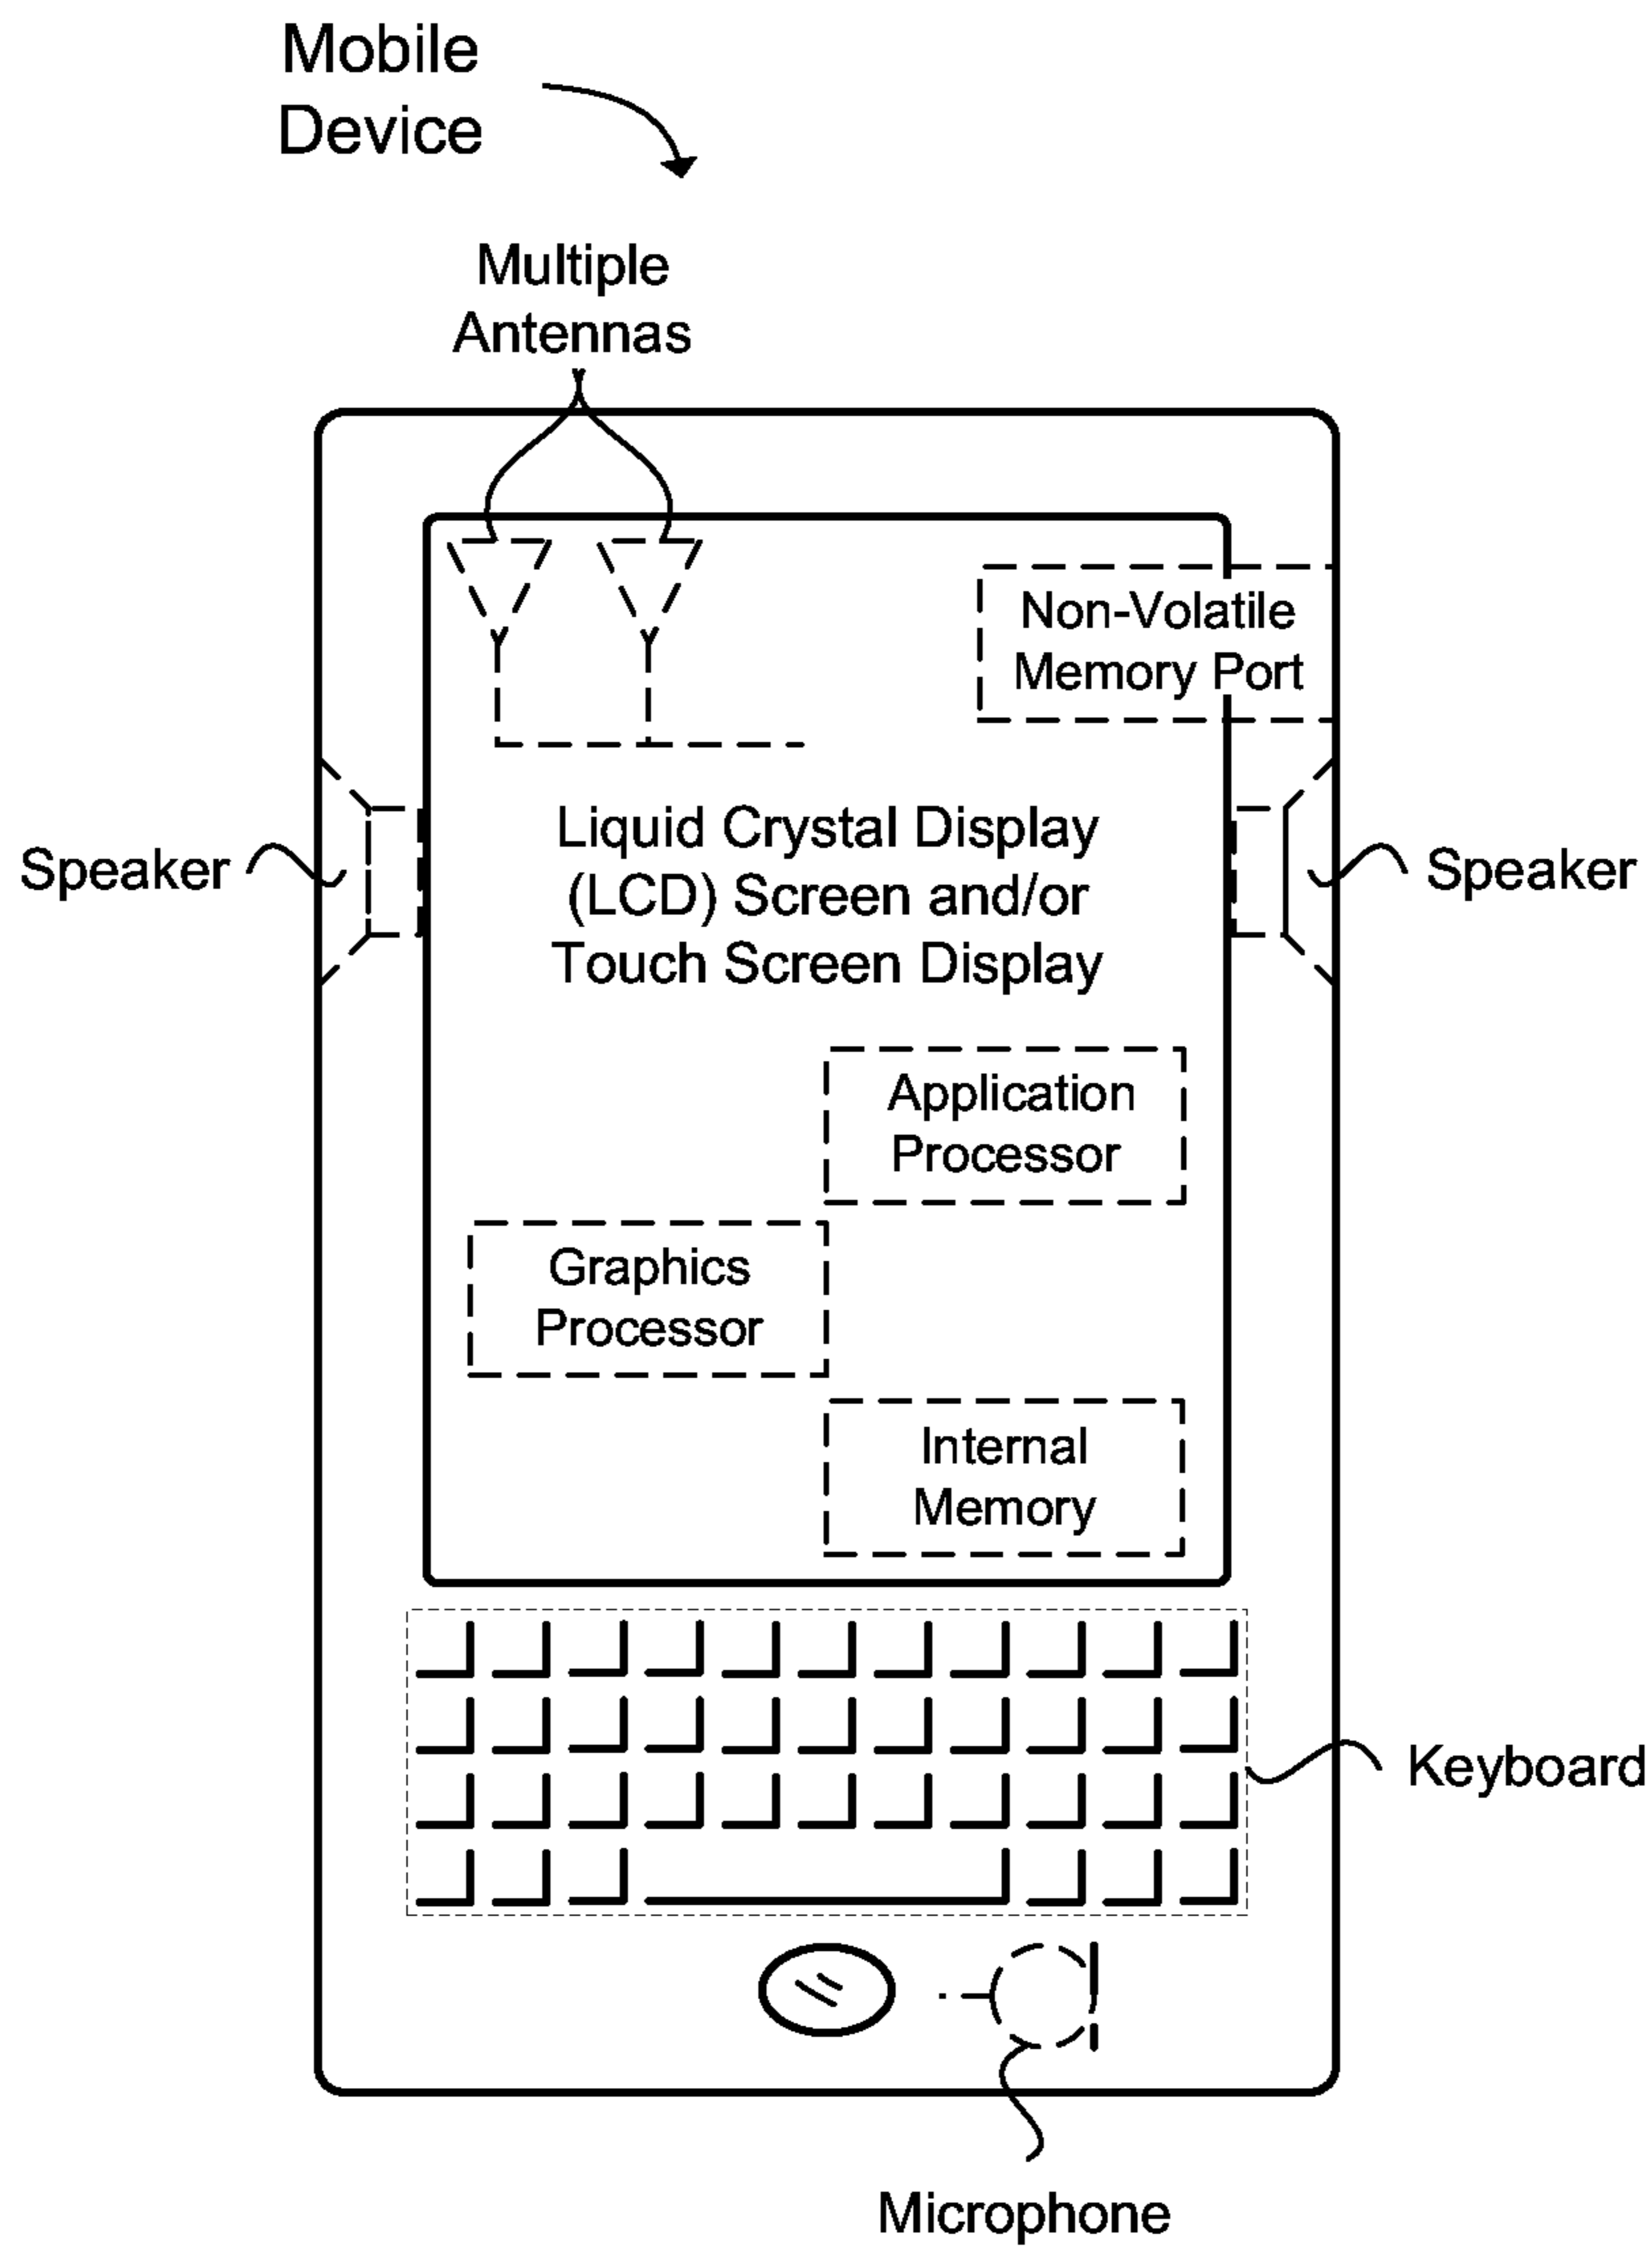 Mobile
Device
Multiple
Antennas
Non-Volatile
Memory Port
Liquid Crystal Display
(LCD) Screen and/or
Touch Screen Display
Speaker
Speaker
Application
Processor
Graphics
Processor
Internal
Memory
Keyboard
Microphone